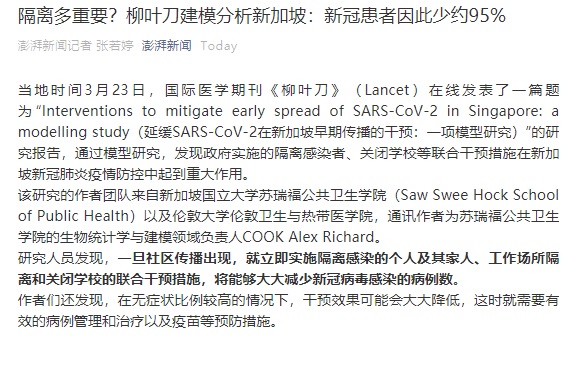 隔离多重要？柳叶刀建模分析新加坡：新冠患者因此少约95%
澎湃新闻记者 张若婷 澎湃新闻 Today
当地时间3月23日，国际医学期刊《柳叶刀》（Lancet）在线发表了一篇题
为“Interventions to mitigate early spread of SARS-CoV-2 in Singapore: a
modelling study（延缓SARS-CoV-2在新加坡早期传播的干预：一项模型研究）”的研
究报告，通过模型研究，发现政府实施的隔离感染者、关闭学校等联合干预措施在新加
坡新冠肺炎疫情防控中起到重大作用。
该研究的作者团队来自新加坡国立大学苏瑞福公共卫生学院（Saw Swee Hock School
of Public Health）以及伦敦大学伦敦卫生与热带医学院，通讯作者为苏瑞福公共卫生
学院的生物统计学与建模领域负责人COOK Alex Richard。
研究人员发现，一旦社区传播出现，就立即实施隔离感染的个人及其家人、工作场所隔
离和关闭学校的联合干预措施，将能够大大减少新冠病毒感染的病例数。
作者们还发现，在无症状比例较高的情况下，干预效果可能会大大降低，这时就需要有
效的病例管理和治疗以及疫苗等预防措施。